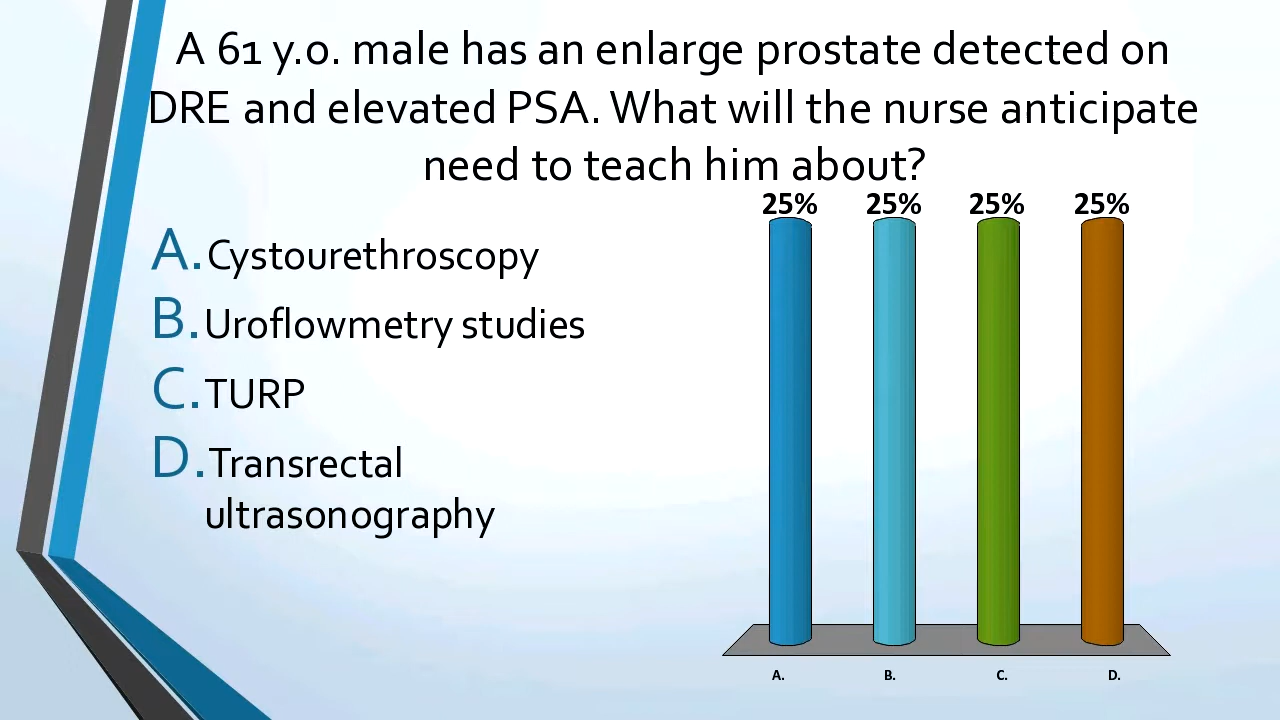 A 61 y.o. male has an enlarge prostate detected on
DRE and elevated PSA. What will the nurse anticipate
need to teach him about?
A. Cystourethroscopy
B. Uroflowmetry studies
C. TURP
D. Transrectal
ultrasonography
25% 25% 25% 25%
A. B. C. D.